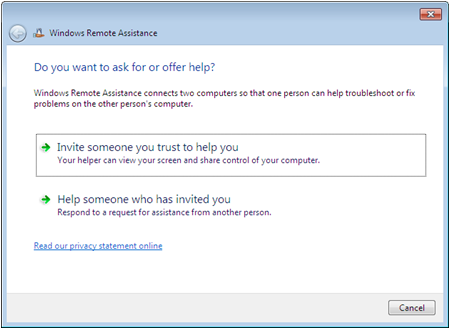 Windows Remote Assistance
Do you want to ask for or offer help?
Windows Remote Assistance connects two computers so that one person can help troubleshoot or fix
problems on the other person's computer.
Invite someone you trust to help you
Your helper can view your screen and share control of your computer.
Help someone who has invited you
Respond to a request for assistance from another person.
Read our privacy statement online
Cancel